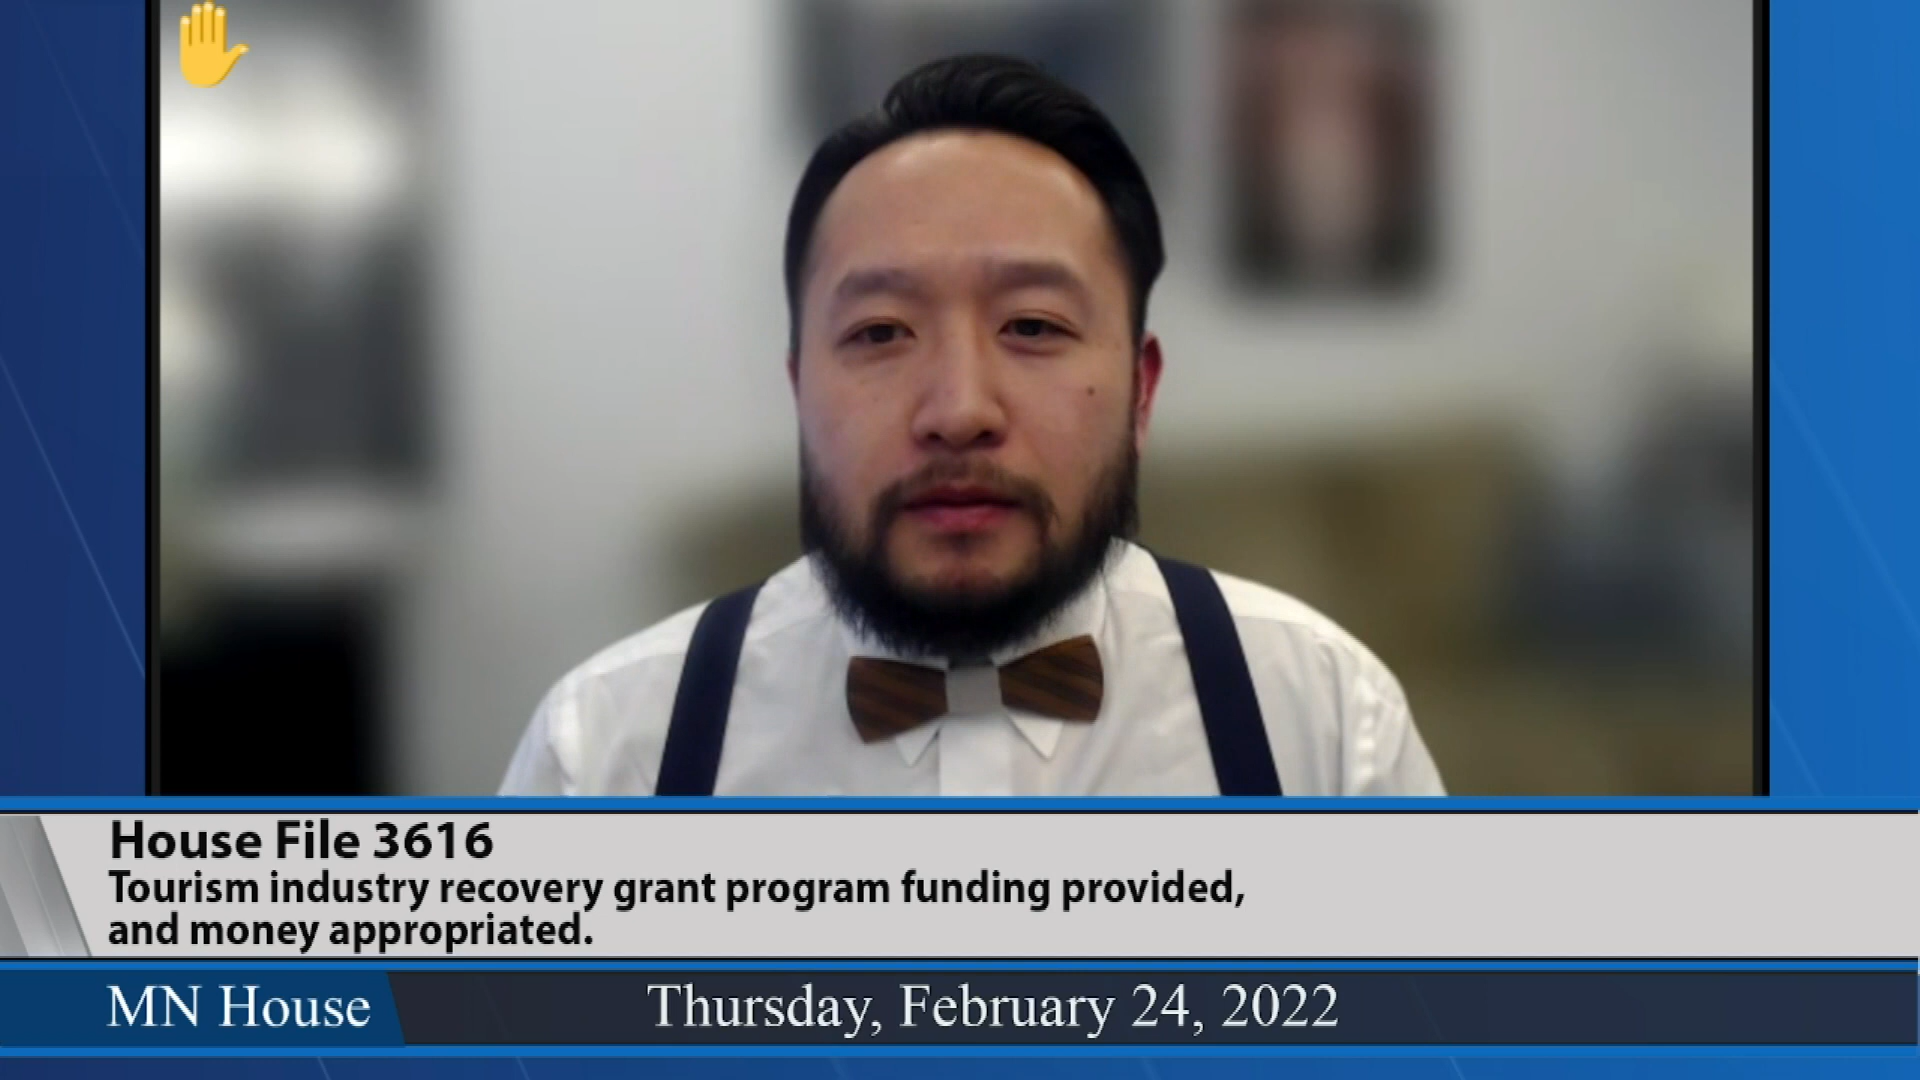 House File 3616
Tourism industry recovery grant program funding provided,
and money appropriated.
MN House
Thursday, February 24, 2022